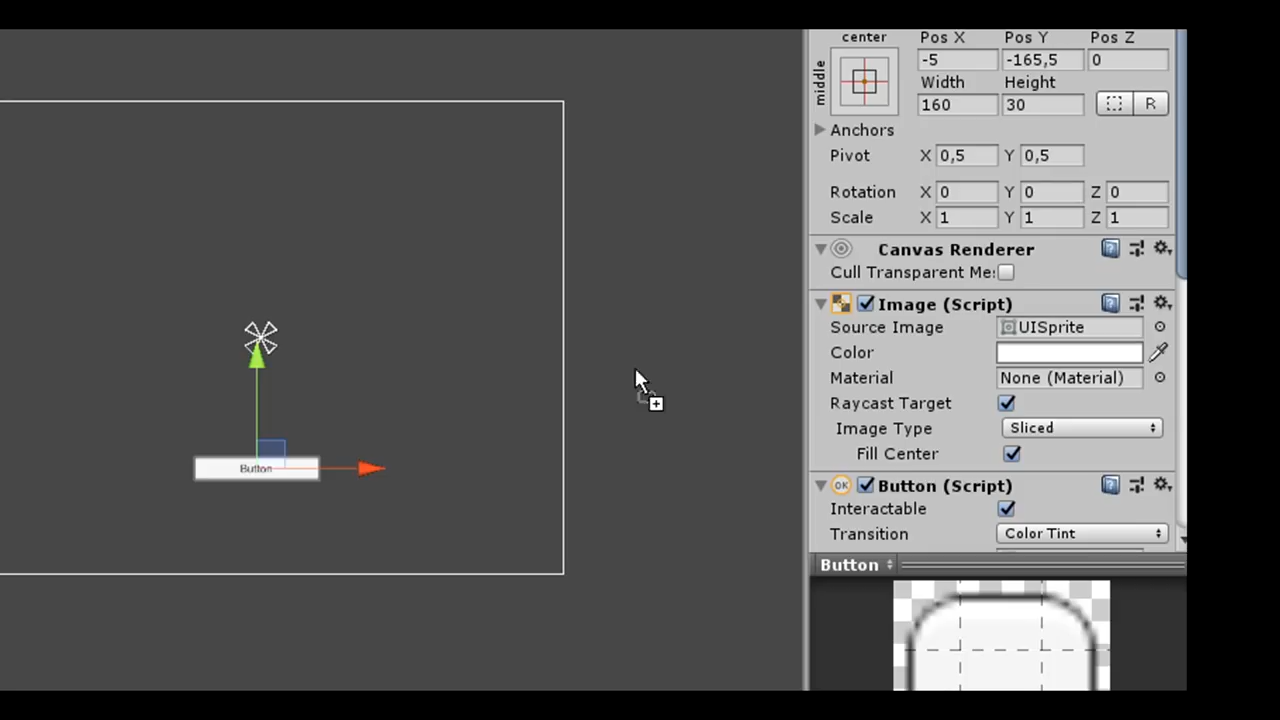 center Pos X Pos Y Pos Z
middle
-5 -165,5 0
Width Height
160 30 R
Anchors
Pivot X 0,5 Y 0,5
Rotation X 0 Y 0 Z 0
Scale X 1 Y 1 Z 1
Canvas Renderer
Cull Transparent Me:
Image (Script)
Source Image UISprite
Color
Material None (Material)
Raycast Target
Image Type Sliced
Fill Center
Button
OK Button (Script)
Interactable
Transition Color Tint
Button